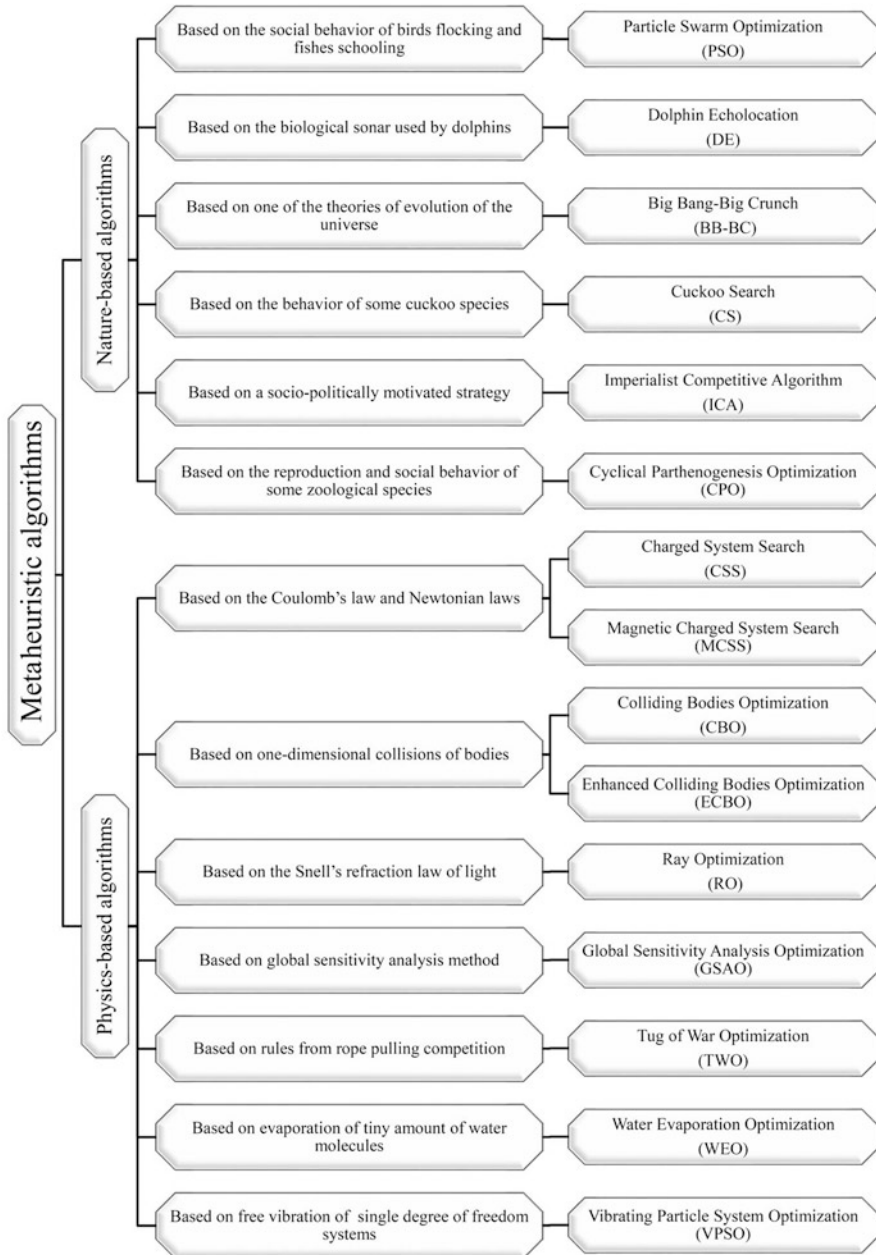 Metaheuristic algorithms
Nature-based algorithms
Based on the social behavior of birds flocking and
fishes schooling
Particle Swarm Optimization
(PSO)
Based on the biological sonar used by dolphins
Dolphin Echolocation
(DE)
Based on one of the theories of evolution of the
universe
Big Bang-Big Crunch
(BB-BC)
Based on the behavior of some cuckoo species
Cuckoo Search
(CS)
Based on a socio-politically motivated strategy
Imperialist Competitive Algorithm
(ICA)
Based on the reproduction and social behavior of
some zoological species
Cyclical Parthenogenesis Optimization
(CPO)
Physics-based algorithms
Based on the Coulomb's law and Newtonian laws
Charged System Search
(CSS)
Magnetic Charged System Search
(MCSS)
Based on one-dimensional collisions of bodies
Colliding Bodies Optimization
(CBO)
Enhanced Colliding Bodies Optimization
(ECBO)
Based on the Snell's refraction law of light
Ray Optimization
(RO)
Based on global sensitivity analysis method
Global Sensitivity Analysis Optimization
(GSAO)
Based on rules from rope pulling competition
Tug of War Optimization
(TWO)
Based on evaporation of tiny amount of water
molecules
Water Evaporation Optimization
(WEO)
Based on free vibration of single degree of freedom
systems
Vibrating Particle System Optimization
(VPSO)